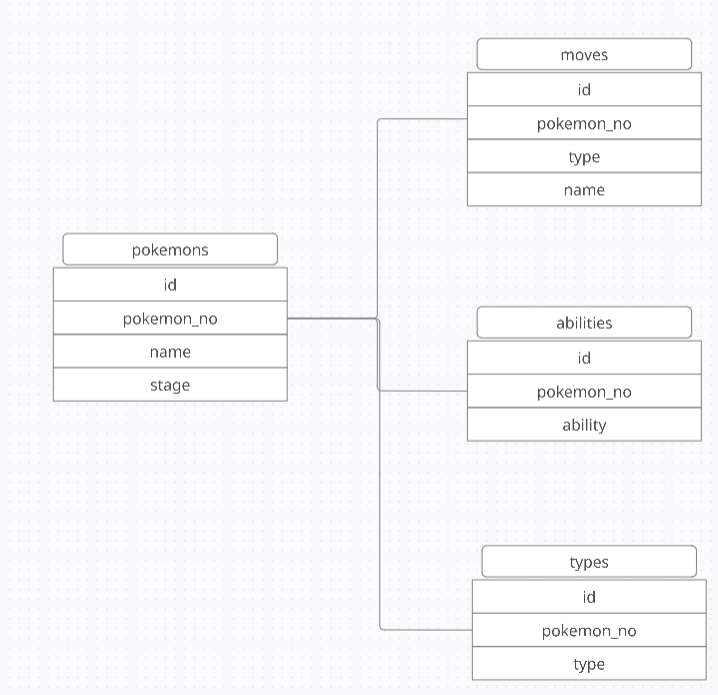 pokemons
id
pokemon_no
name
stage
moves
id
pokemon_no
type
name
abilities
id
pokemon_no
ability
types
id
pokemon_no
type